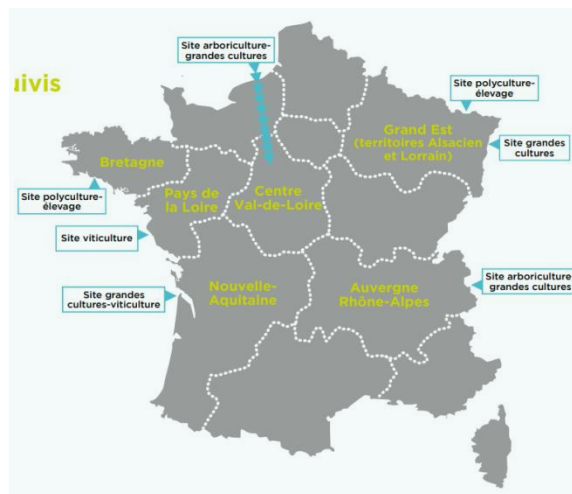 Site arboriculture-
grandes cultures
uivis
Site polyculture-
élevage
Grand Est
(territoires Alsacien
et Lorrain)
Site grandes
cultures
Bretagne
Site polyculture-
élevage
Pays de
la Loire
Centre
Val-de-Loire
Site viticulture
Nouvelle-
Aquitaine
Auvergne
Rhône-Alpes
Site arboriculture-
grandes cultures
Site grandes
cultures-viticulture